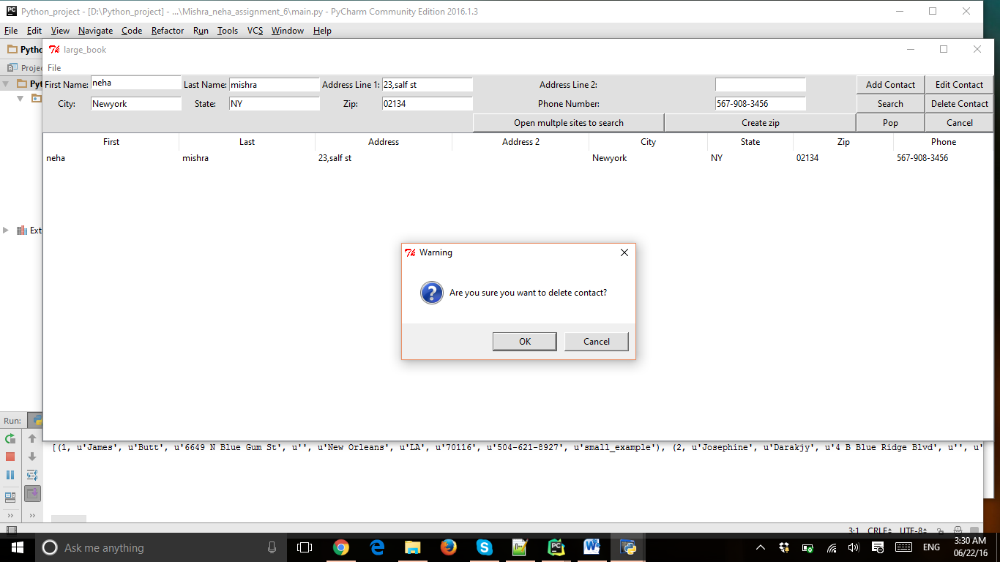 Python_project - [D:\Python_project] - ...\Mishra_neha_assignment_6\main.py - PyCharm Community Edition 2016.1.3
File Edit View Navigate Code Refactor Run Tools VCS Window Help
Pytho
large_book
Projec
File
Pyt
First Name: neha Last Name: mishra Address Line 1: 23,salf st Address Line 2: Add Contact Edit Contact
City: Newyork State: NY Zip: 02134 Phone Number: 567-908-3456 Search Delete Contact
Open multple sites to search Create zip Pop Cancel
First Last Address Address 2 City State Zip Phone
neha mishra 23,salf st Newyork NY 02134 567-908-3456
Ext
Warning
Are you sure you want to delete contact?
OK Cancel
Run:
[(1, u'James', u'Butt', u'6649 N Blue Gum St', u'', u'New Orleans', u'LA', u'70116', u'504-621-8927', u'small_example'), (2, u'Josephine', u'Darakjy', u'4 B Blue Ridge Blvd', u'', u'
3:1 CRLF UTF-8
Ask me anything
ENG
3:30 AM
06/22/16